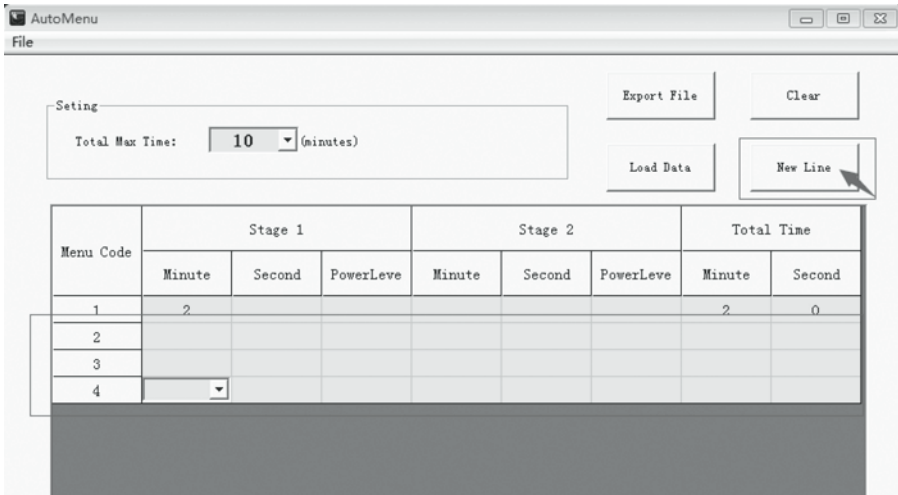 AutoMenu
File
Export File
Clear
Seting
Total Max Time: 10 (minutes)
Load Data
New Line
Menu Code Stage 1 Stage 2 Total Time
Minute Second PowerLeve Minute Second PowerLeve Minute Second
1 2 2 0
2
3
4